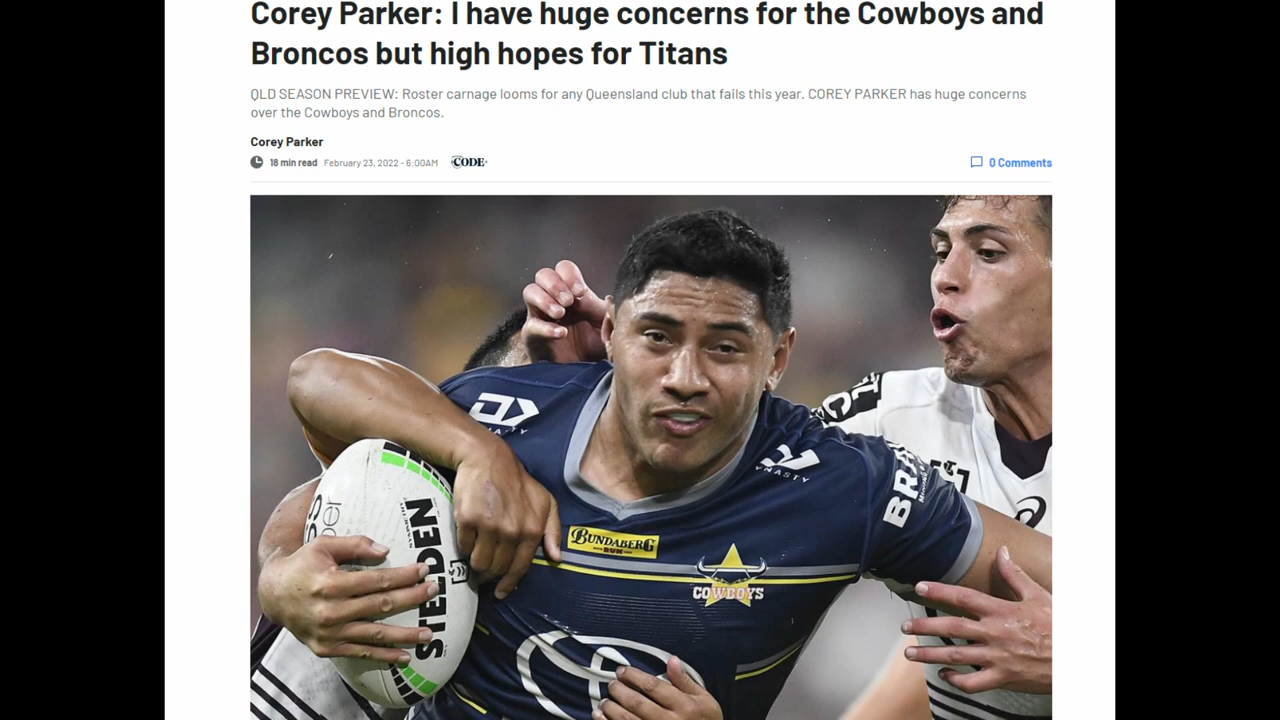 Corey Parker: I have huge concerns for the Cowboys and
Broncos but high hopes for Titans
QLD SEASON PREVIEW: Roster carnage looms for any Queensland club that fails this year. COREY PARKER has huge concerns
over the Cowboys and Broncos.
Corey Parker
18 min read February 23, 2022 - 6:00AM CODE
0 Comments
DYNASTY
BUNDABERG
RUM
COWBOYS
STEEDEN